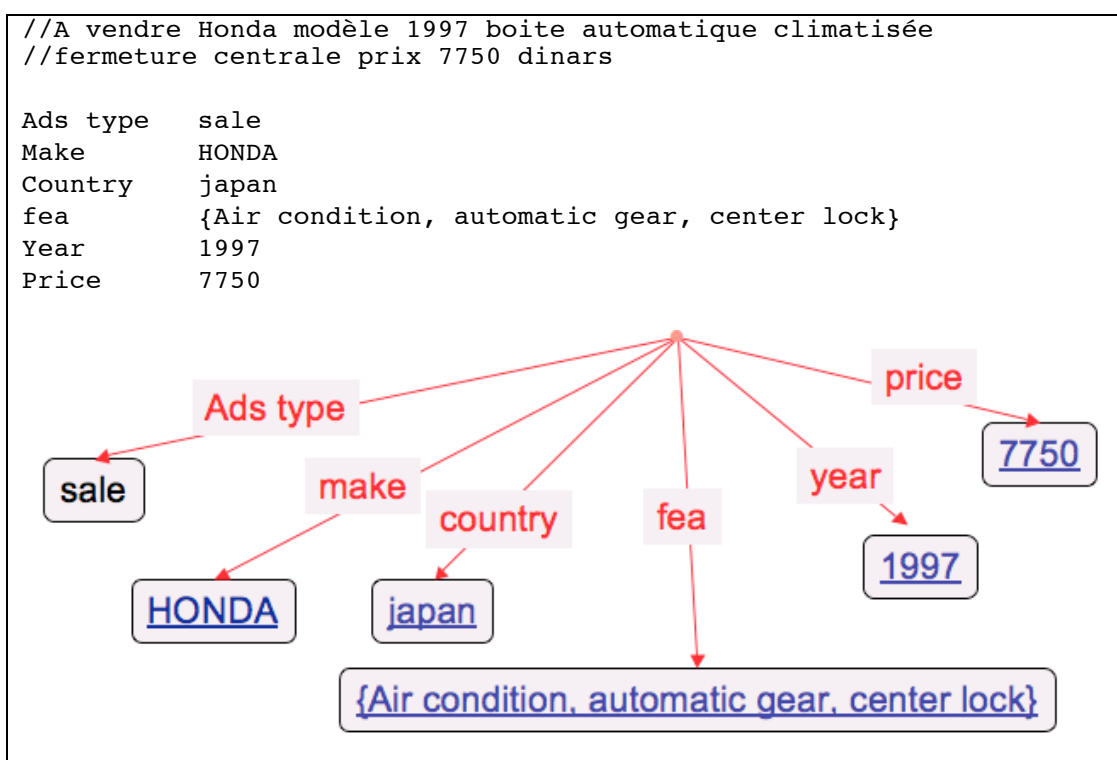 //A vendre Honda modèle 1997 boite automatique climatisée
//fermeture centrale prix 7750 dinars
Ads type sale
Make HONDA
Country japan
fea {Air condition, automatic gear, center lock}
Year 1997
Price 7750
price
Ads type
7750
sale
make
year
country
fea
1997
HONDA
japan
{Air condition, automatic gear, center lock}